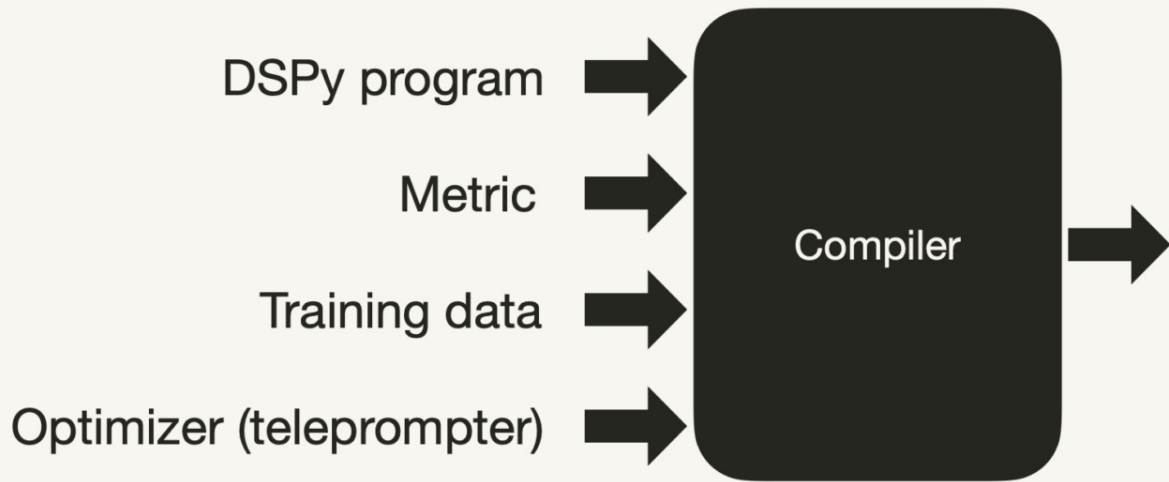 DSPy program
Metric
Compiler
Training data
Optimizer (teleprompter)